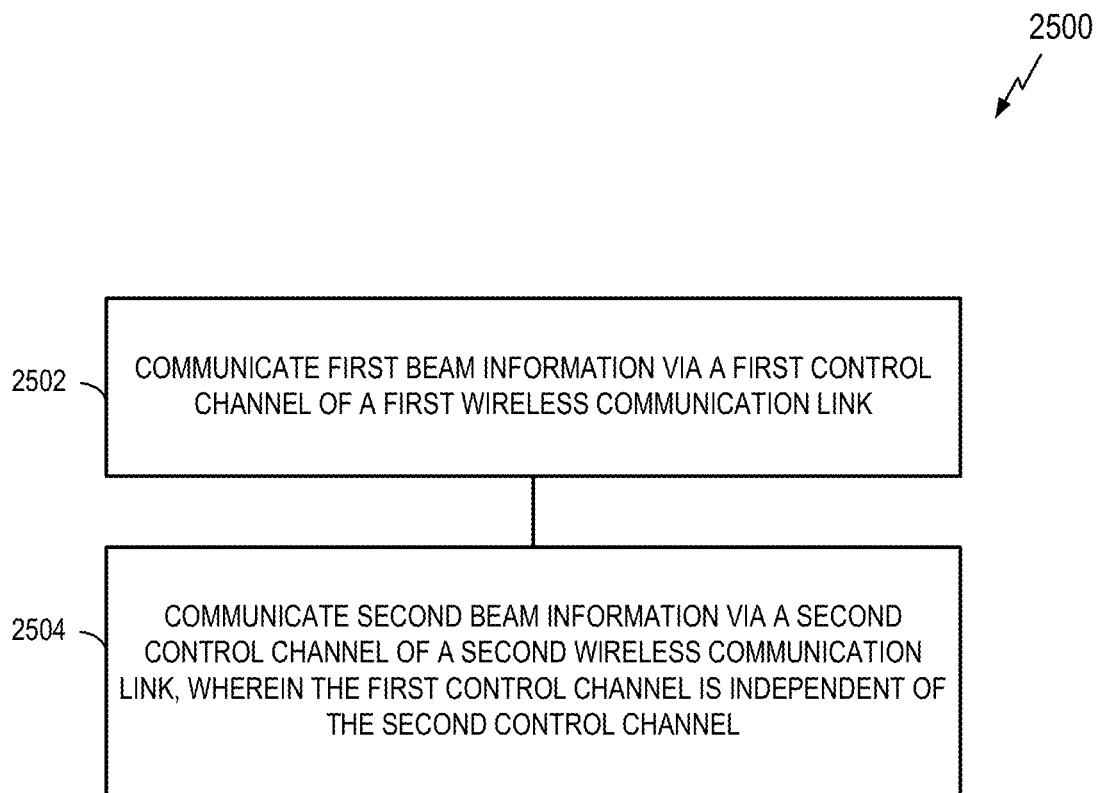 2500
2502
COMMUNICATE FIRST BEAM INFORMATION VIA A FIRST CONTROL
CHANNEL OF A FIRST WIRELESS COMMUNICATION LINK
2504
COMMUNICATE SECOND BEAM INFORMATION VIA A SECOND
CONTROL CHANNEL OF A SECOND WIRELESS COMMUNICATION
LINK, WHEREIN THE FIRST CONTROL CHANNEL IS INDEPENDENT OF
THE SECOND CONTROL CHANNEL